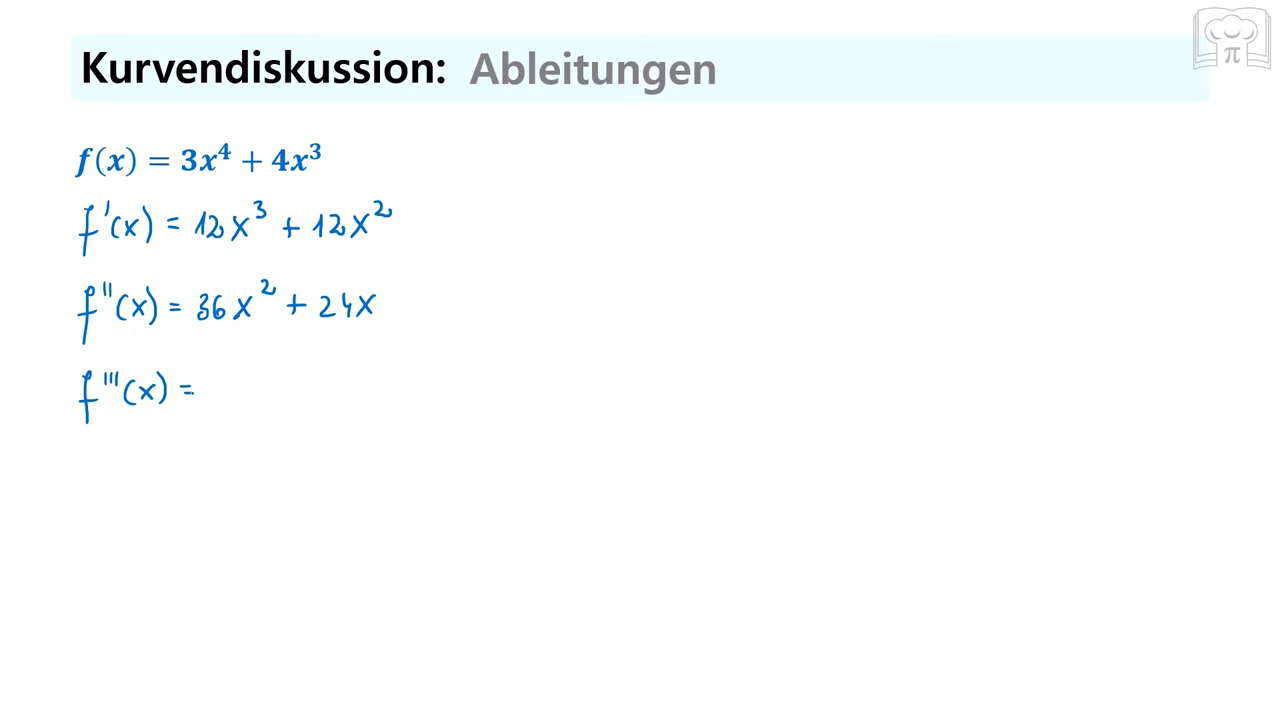 Kurvendiskussion: Ableitungen
f(x) = 3x⁴ + 4x³
f'(x) = 12x³ + 12x²
f''(x) = 36x² + 24x
f'''(x) =
π